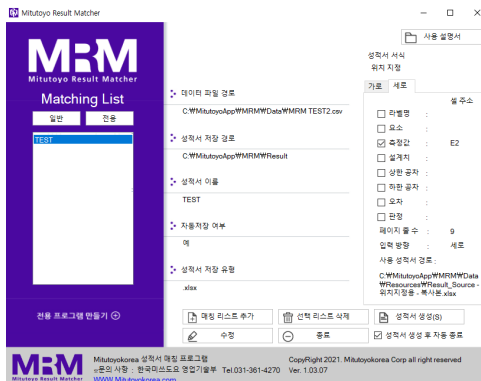 Mitutoyo Result Matcher
MRM
Mitutoyo Result Matcher
Matching List
일반
전용
TEST
전용 프로그램 만들기
데이터 파일 경로
C:₩MitutoyoApp₩MRM₩Data₩MRM TEST2.csv
성적서 저장 경로
C:₩MitutoyoApp₩MRM₩Result
성적서 이름
TEST
자동저장 여부
예
성적서 저장 유형
.xlsx
매칭 리스트 추가
선택 리스트 삭제
수정
종료
사용 설명서
성적서 서식
위치 지정
가로
세로
셀 주소
라벨명 :
요소 :
측정값 : E2
설계치 :
상한 공차 :
하한 공차 :
오차 :
판정 :
페이지 줄 수 : 9
입력 방향 : 세로
사용 성적서 경로 :
C:₩MitutoyoApp₩MRM₩Data
₩Resources₩Result_Source -
위치지정용 - 복사본.xlsx
성적서 생성(S)
성적서 생성 후 자동 종료
MRM
Mitutoyo Result Matcher
Mitutoyokorea 성적서 매칭 프로그램
※문의 사항 : 한국미쓰도요 영업기술부 Tel.031-361-4270
WWW.Mitutoyokorea.com
CopyRight 2021. Mitutoyokorea Corp all right reserved
Ver. 1.03.07